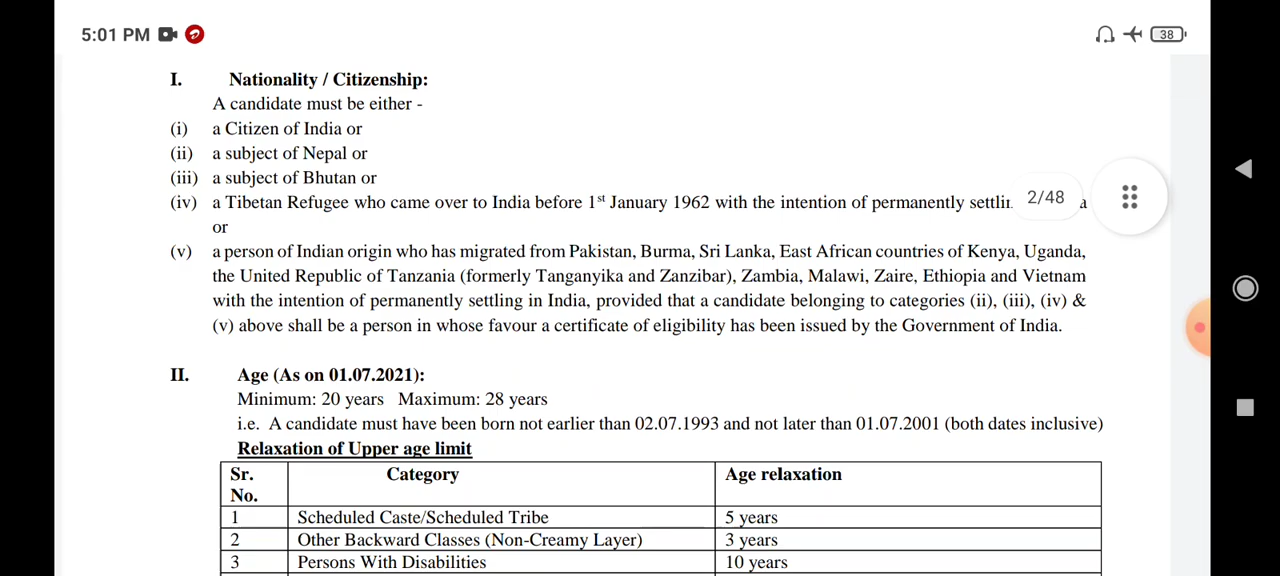 5:01 PM
38
I. Nationality / Citizenship:
A candidate must be either -
(i) a Citizen of India or
(ii) a subject of Nepal or
(iii) a subject of Bhutan or
(iv) a Tibetan Refugee who came over to India before 1st January 1962 with the intention of permanently a
2/48
or
(v) a person of Indian origin who has migrated from Pakistan, Burma, Sri Lanka, East African countries of Kenya, Uganda,
the United Republic of Tanzania (formerly Tanganyika and Zanzibar), Zambia, Malawi, Zaire, Ethiopia and Vietnam
with the intention of permanently settling in India, provided that a candidate belonging to categories (ii), (iii), (iv) &
(v) above shall be a person in whose favour a certificate of eligibility has been issued by the Government of India.
II. Age (As on 01.07.2021):
Minimum: 20 years Maximum: 28 years
i.e. A candidate must have been born not earlier than 02.07.1993 and not later than 01.07.2001 (both dates inclusive)
Relaxation of Upper age limit
Sr. No. Category Age relaxation
1 Scheduled Caste/Scheduled Tribe 5 years
2 Other Backward Classes (Non-Creamy Layer) 3 years
3 Persons With Disabilities 10 years